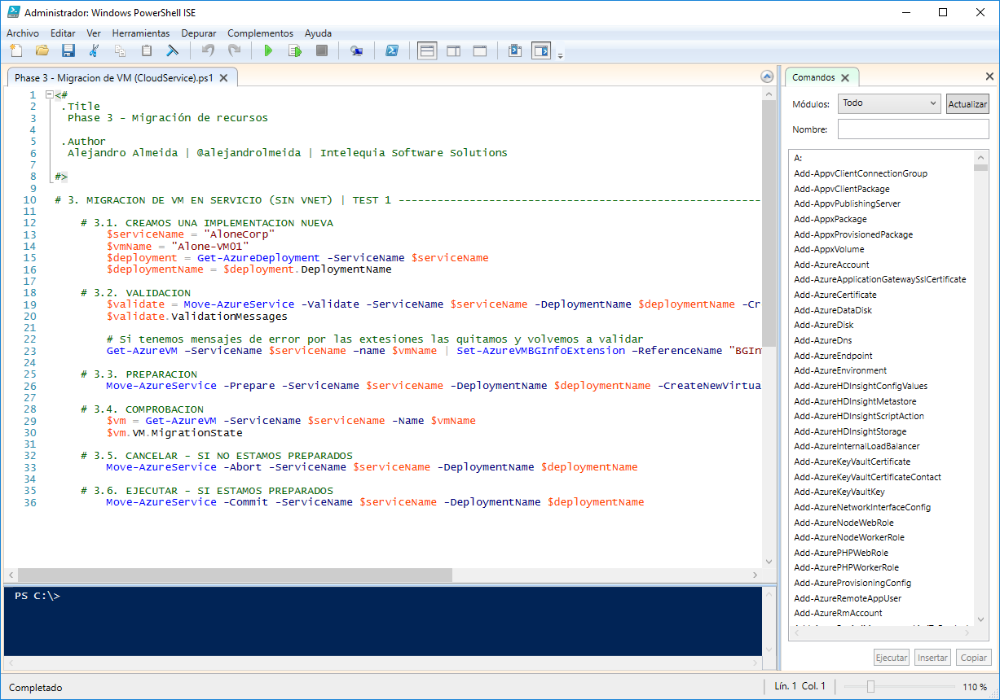 Administrador: Windows PowerShell ISE
Archivo Editar Ver Herramientas Depurar Complementos Ayuda
Phase 3 - Migracion de VM (CloudService).ps1
1 <#
2 .Title
3 Phase 3 - Migración de recursos
4
5 .Author
6 Alejandro Almeida | @alejandrolmeida | Intelequia Software Solutions
7
8 #>
9
10 # 3. MIGRACION DE VM EN SERVICIO (SIN VNET) | TEST 1 --------------------------------------------------------
11
12 # 3.1. CREAMOS UNA IMPLEMENTACION NUEVA
13 $serviceName = "AloneCorp"
14 $vmName = "Alone-VM01"
15 $deployment = Get-AzureDeployment -ServiceName $serviceName
16 $deploymentName = $deployment.DeploymentName
17
18 # 3.2. VALIDACION
19 $validate = Move-AzureService -Validate -ServiceName $serviceName -DeploymentName $deploymentName -Cr
20 $validate.ValidationMessages
21
22 # Si tenemos mensajes de error por las extesiones las quitamos y volvemos a validar
23 Get-AzureVM -ServiceName $serviceName -name $vmName | Set-AzureVMBGInfoExtension -ReferenceName "BGIn
24
25 # 3.3. PREPARACION
26 Move-AzureService -Prepare -ServiceName $serviceName -DeploymentName $deploymentName -CreateNewVirtua
27
28 # 3.4. COMPROBACION
29 $vm = Get-AzureVM -ServiceName $serviceName -Name $vmName
30 $vm.VM.MigrationState
31
32 # 3.5. CANCELAR - SI NO ESTAMOS PREPARADOS
33 Move-AzureService -Abort -ServiceName $serviceName -DeploymentName $deploymentName
34
35 # 3.6. EJECUTAR - SI ESTAMOS PREPARADOS
36 Move-AzureService -Commit -ServiceName $serviceName -DeploymentName $deploymentName
PS C:\>
Comandos
Módulos: Todo Actualizar
Nombre:
A:
Add-AppvClientConnectionGroup
Add-AppvClientPackage
Add-AppvPublishingServer
Add-AppxPackage
Add-AppxProvisionedPackage
Add-AppxVolume
Add-AzureAccount
Add-AzureApplicationGatewaySslCertificate
Add-AzureCertificate
Add-AzureDataDisk
Add-AzureDisk
Add-AzureDns
Add-AzureEndpoint
Add-AzureEnvironment
Add-AzureHDInsightConfigValues
Add-AzureHDInsightMetastore
Add-AzureHDInsightScriptAction
Add-AzureHDInsightStorage
Add-AzureInternalLoadBalancer
Add-AzureKeyVaultCertificate
Add-AzureKeyVaultCertificateContact
Add-AzureKeyVaultKey
Add-AzureNetworkInterfaceConfig
Add-AzureNodeWebRole
Add-AzureNodeWorkerRole
Add-AzurePHPWebRole
Add-AzurePHPWorkerRole
Add-AzureProvisioningConfig
Add-AzureRemoteAppUser
Add-AzureRmAccount
Ejecutar Insertar Copiar
Completado
Lín. 1 Col. 1 110 %